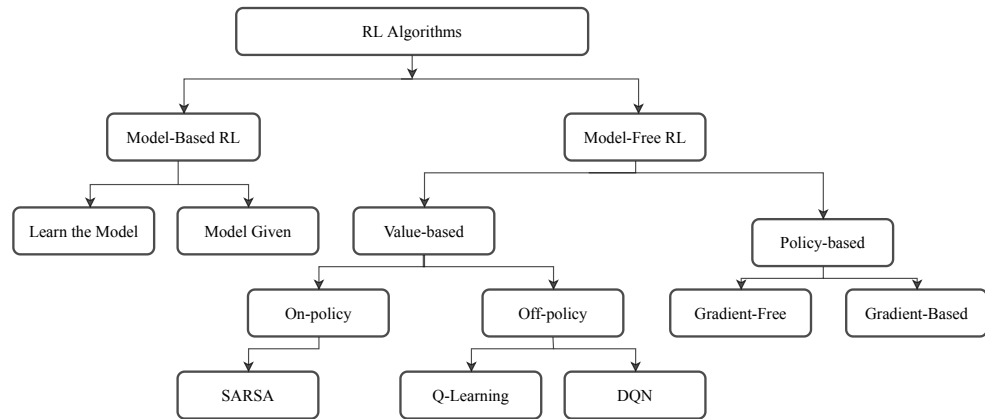 RL Algorithms
Model-Based RL
Model-Free RL
Learn the Model
Model Given
Value-based
Policy-based
On-policy
Off-policy
Gradient-Free
Gradient-Based
SARSA
Q-Learning
DQN